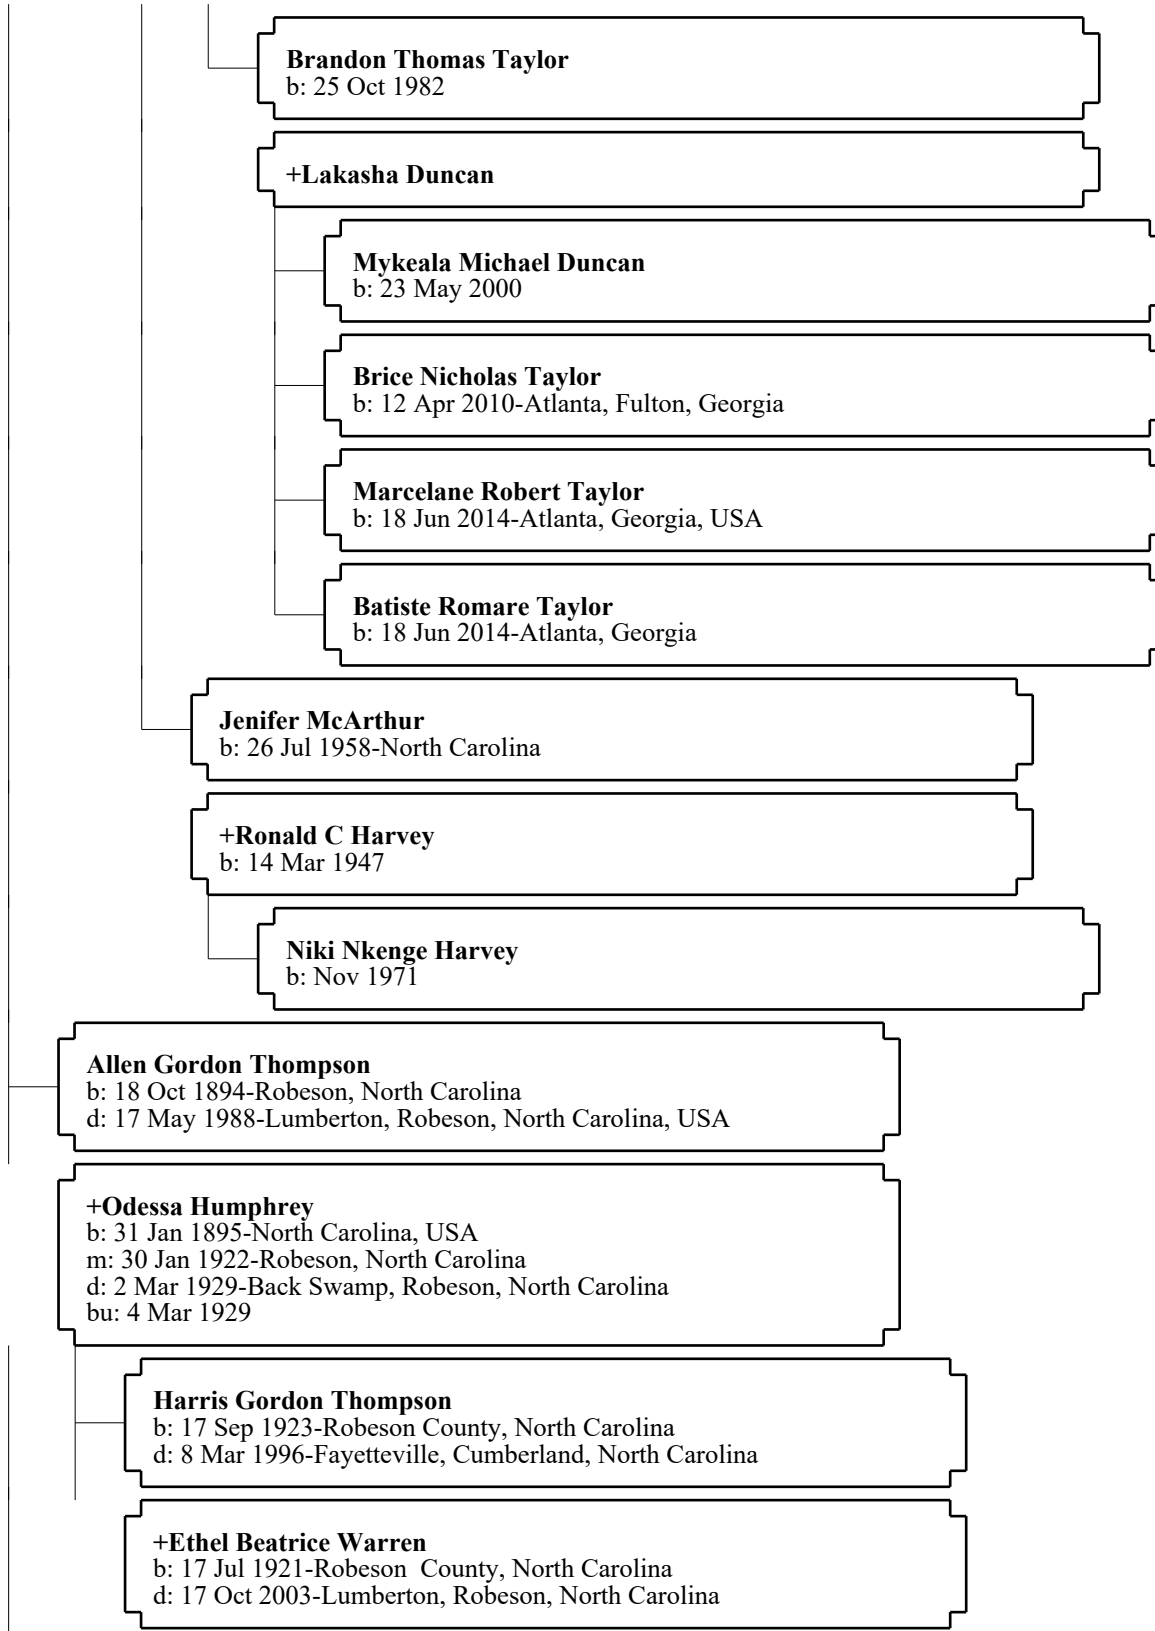 Brandon Thomas Taylor
b: 25 Oct 1982
+Lakasha Duncan
Mykeala Michael Duncan
b: 23 May 2000
Brice Nicholas Taylor
b: 12 Apr 2010-Atlanta, Fulton, Georgia
Marcelane Robert Taylor
b: 18 Jun 2014-Atlanta, Georgia, USA
Batiste Romare Taylor
b: 18 Jun 2014-Atlanta, Georgia
Jenifer McArthur
b: 26 Jul 1958-North Carolina
+Ronald C Harvey
b: 14 Mar 1947
Niki Nkenge Harvey
b: Nov 1971
Allen Gordon Thompson
b: 18 Oct 1894-Robeson, North Carolina
d: 17 May 1988-Lumberton, Robeson, North Carolina, USA
+Odessa Humphrey
b: 31 Jan 1895-North Carolina, USA
m: 30 Jan 1922-Robeson, North Carolina
d: 2 Mar 1929-Back Swamp, Robeson, North Carolina
bu: 4 Mar 1929
Harris Gordon Thompson
b: 17 Sep 1923-Robeson County, North Carolina
d: 8 Mar 1996-Fayetteville, Cumberland, North Carolina
+Ethel Beatrice Warren
b: 17 Jul 1921-Robeson  County, North Carolina
d: 17 Oct 2003-Lumberton, Robeson, North Carolina